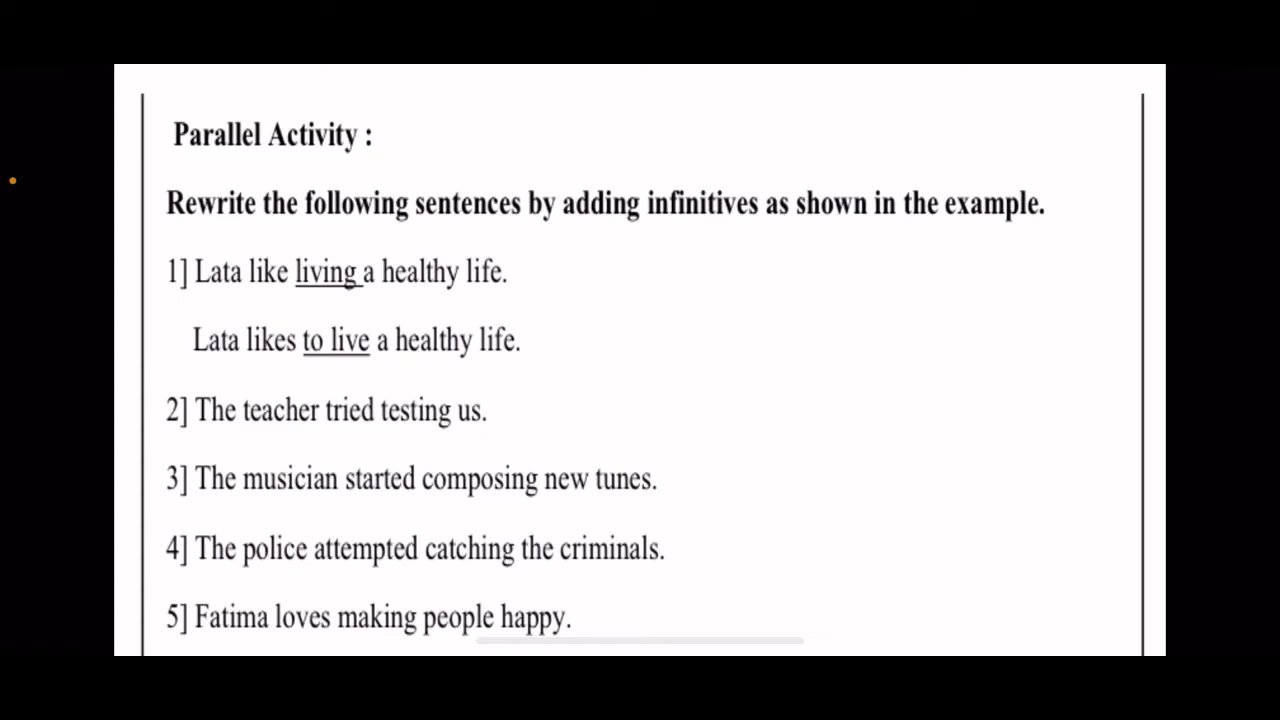 Parallel Activity :
Rewrite the following sentences by adding infinitives as shown in the example.
1] Lata like living a healthy life.
Lata likes to live a healthy life.
2] The teacher tried testing us.
3] The musician started composing new tunes.
4] The police attempted catching the criminals.
5] Fatima loves making people happy.